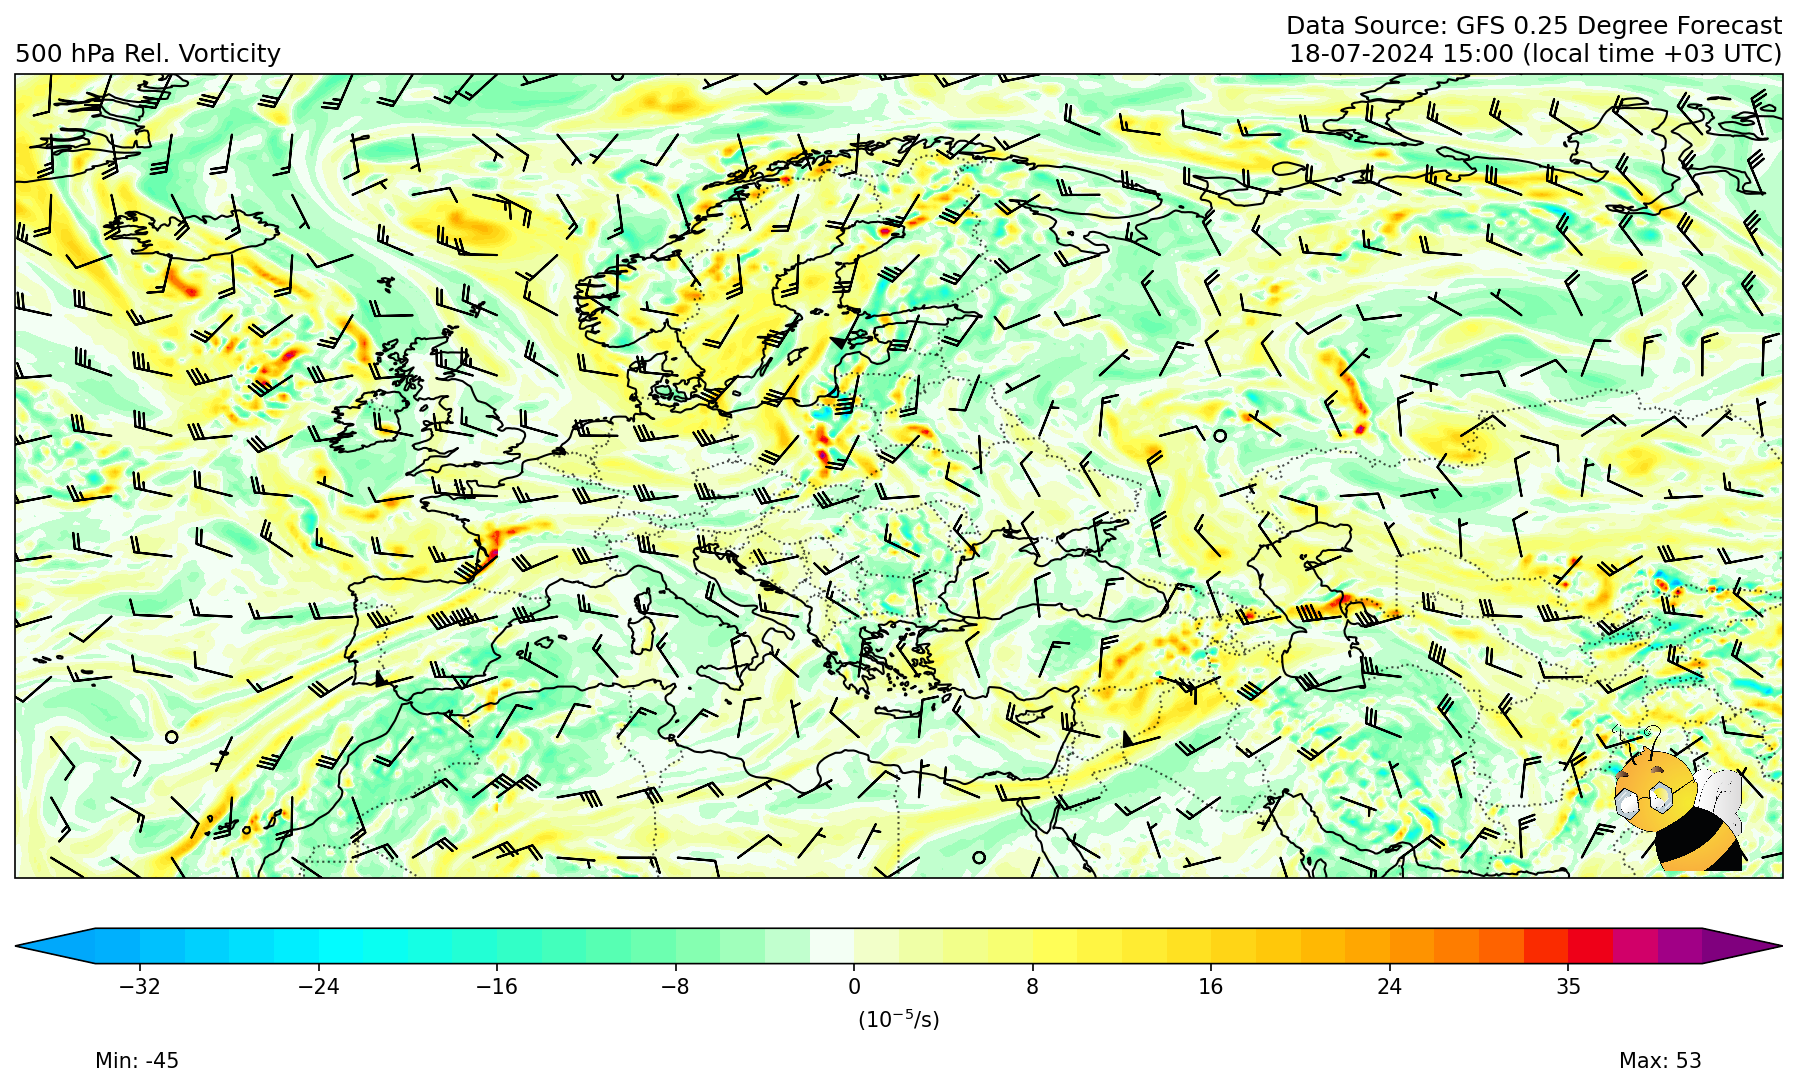 Data Source: GFS 0.25 Degree Forecast
500 hPa Rel. Vorticity
18-07-2024 15:00 (local time +03 UTC)
−32 −24 −16 −8 0 8 16 24 35
(10⁻⁵/s)
Min: -45
Max: 53